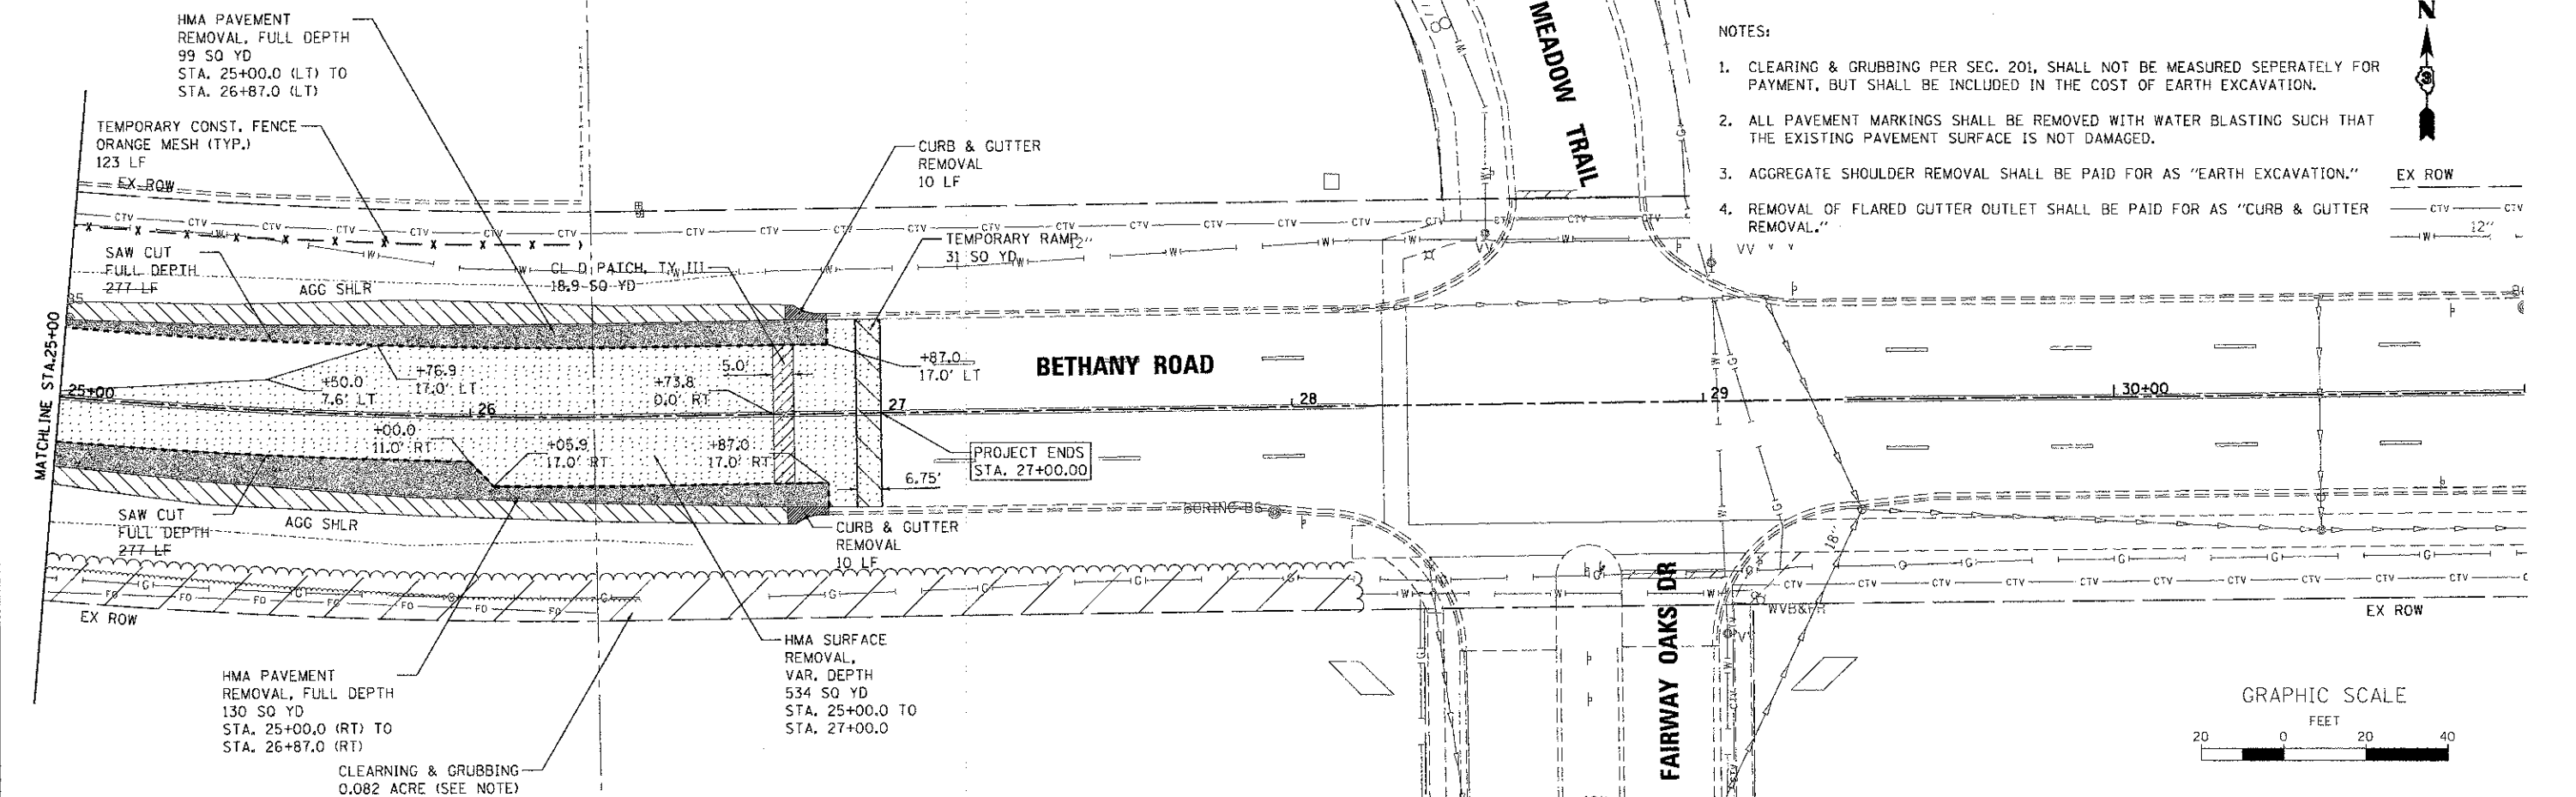 HMA PAVEMENT
REMOVAL, FULL DEPTH
99 SQ YD
STA. 25+00.0 (LT) TO
STA. 26+87.0 (LT)
TEMPORARY CONST. FENCE
ORANGE MESH (TYP.)
123 LF
EX ROW
CURB & GUTTER
REMOVAL
10 LF
MEADOW TRAIL
NOTES:
1. CLEARING & GRUBBING PER SEC. 201, SHALL NOT BE MEASURED SEPERATELY FOR
PAYMENT, BUT SHALL BE INCLUDED IN THE COST OF EARTH EXCAVATION.
2. ALL PAVEMENT MARKINGS SHALL BE REMOVED WITH WATER BLASTING SUCH THAT
THE EXISTING PAVEMENT SURFACE IS NOT DAMAGED.
3. AGGREGATE SHOULDER REMOVAL SHALL BE PAID FOR AS "EARTH EXCAVATION."
4. REMOVAL OF FLARED GUTTER OUTLET SHALL BE PAID FOR AS "CURB & GUTTER
REMOVAL."
N
3
EX ROW
CTV
CTV
W
12"
SAW CUT
FULL DEPTH
277 LF
AGG SHLR
CL D PATCH, TY III
18.9 SQ YD
TEMPORARY RAMP
31 SQ YD
12"
MATCHLINE STA.25+00
25+00
+50.0
7.6' LT
+76.9
17.0' LT
+73.8
0.0' RT
5.0'
+87.0
17.0' LT
BETHANY ROAD
26
27
28
29
30+00
+00.0
11.0' RT
+05.9
17.0' RT
+87.0
17.0' RT
6.75'
PROJECT ENDS
STA. 27+00.00
SAW CUT
FULL DEPTH
277 LF
AGG SHLR
CURB & GUTTER
REMOVAL
10 LF
BORING B6
18"
FO
G
EX ROW
EX ROW
FAIRWAY OAKS DR
HMA PAVEMENT
REMOVAL, FULL DEPTH
130 SQ YD
STA. 25+00.0 (RT) TO
STA. 26+87.0 (RT)
HMA SURFACE
REMOVAL,
VAR. DEPTH
534 SQ YD
STA. 25+00.0 TO
STA. 27+00.0
CLEARNING & GRUBBING
0.082 ACRE (SEE NOTE)
GRAPHIC SCALE
FEET
20 0 20 40